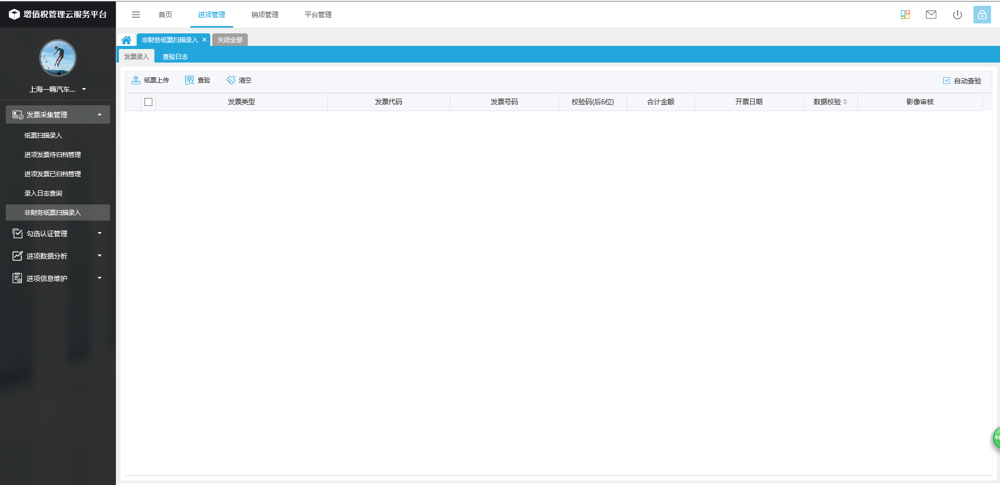 增值税管理云服务平台
首页
进项管理
销项管理
平台管理
非财务纸票扫描录入
关闭全部
发票录入
查验日志
上海一嗨汽车...
纸票上传
查验
清空
自动查验
发票类型
发票代码
发票号码
校验码(后6位)
合计金额
开票日期
数据校验
影像审核
发票采集管理
纸票扫描录入
进项发票待归档管理
进项发票已归档管理
录入日志查询
非财务纸票扫描录入
勾选认证管理
进项数据分析
进项信息维护